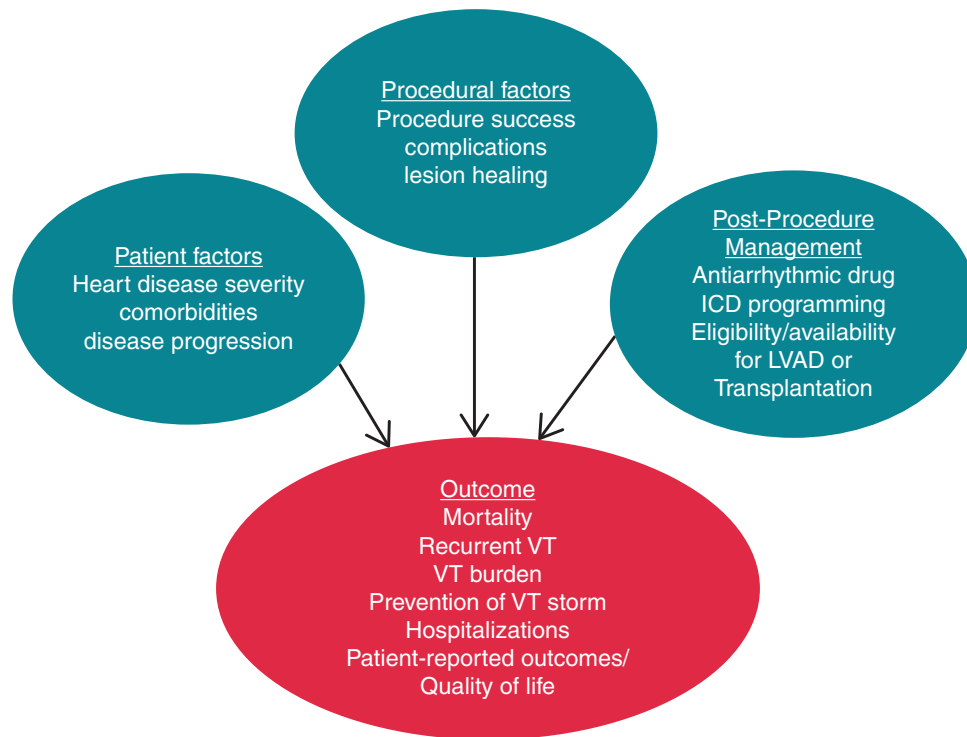 Procedural factors
Procedure success
complications
lesion healing
Patient factors
Heart disease severity
comorbidities
disease progression
Post-Procedure
Management
Antiarrhythmic drug
ICD programming
Eligibility/availability
for LVAD or
Transplantation
Outcome
Mortality
Recurrent VT
VT burden
Prevention of VT storm
Hospitalizations
Patient-reported outcomes/
Quality of life